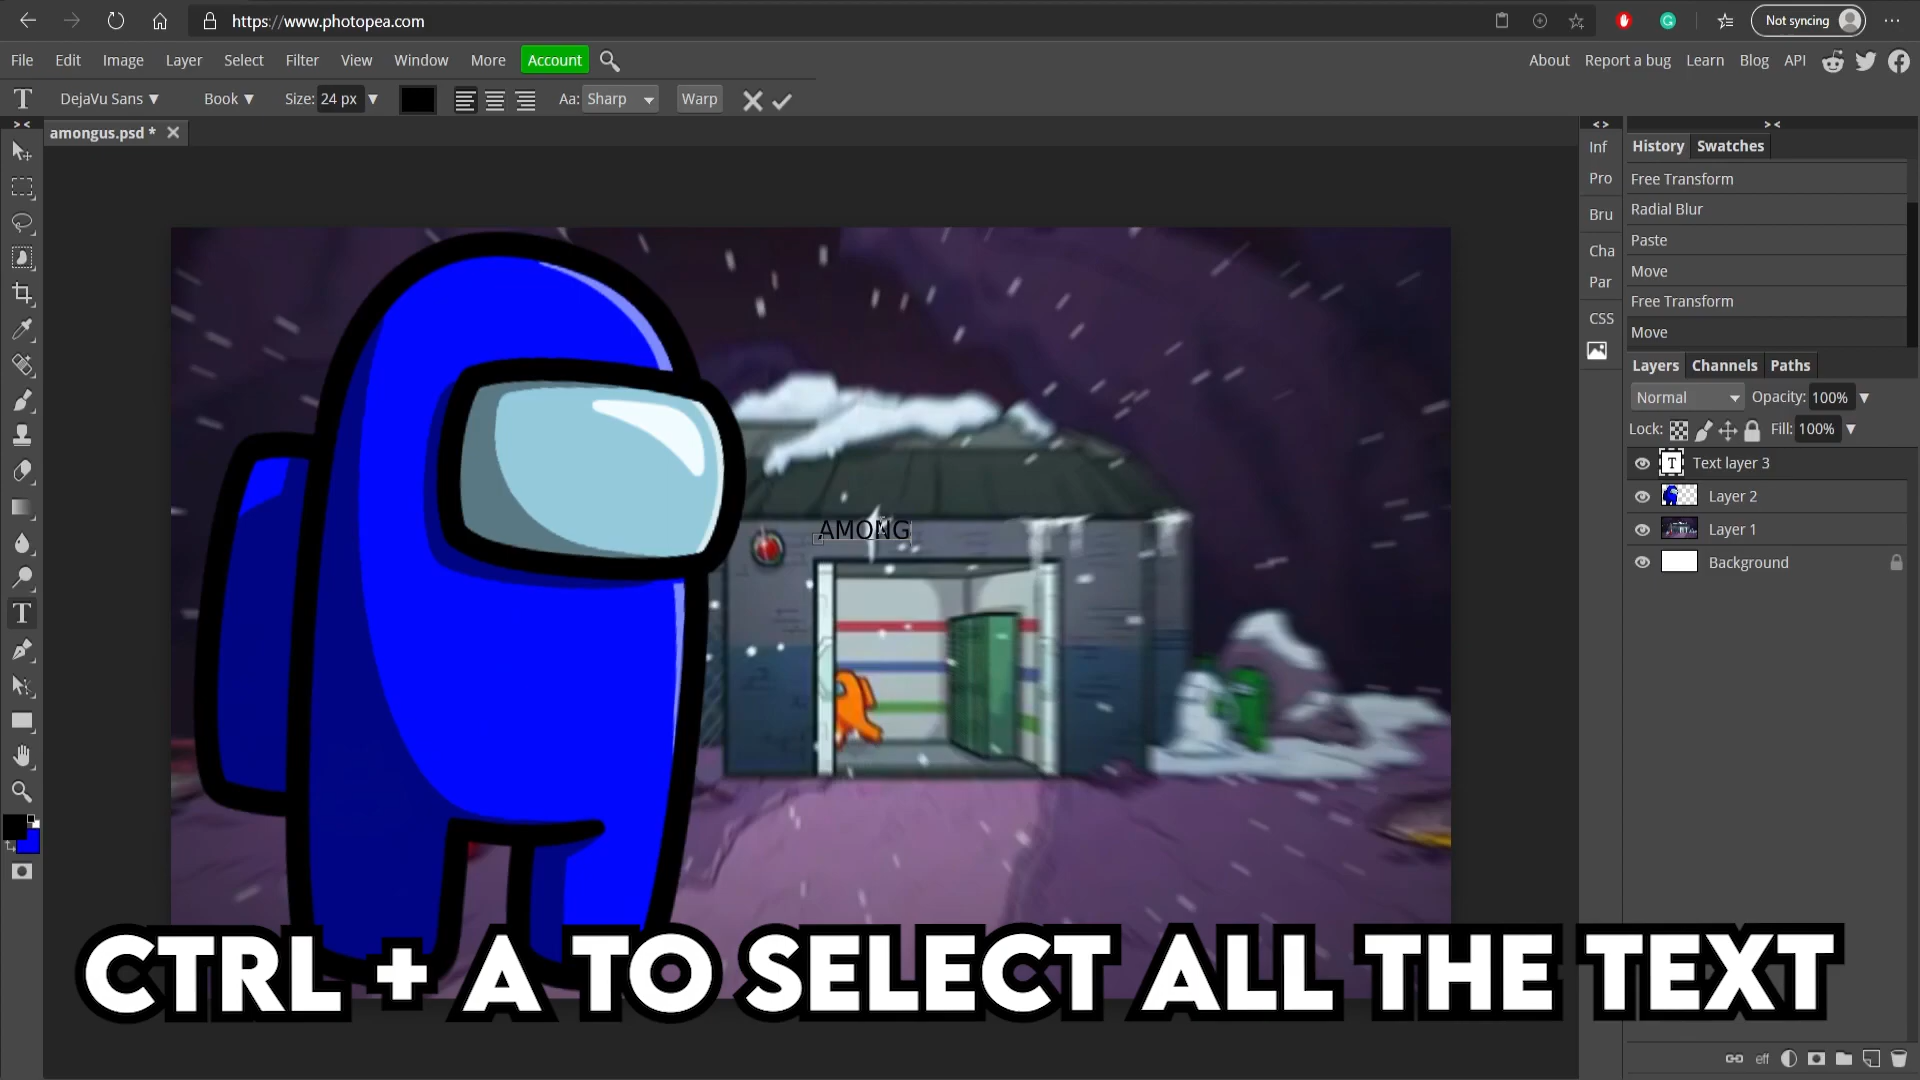 https://www.photopea.com
Not syncing
File Edit Image Layer Select Filter View Window More Account
About Report a bug Learn Blog API
T DejaVu Sans Book Size: 24 px Aa: Sharp Warp
amongus.psd *
Inf
Pro
Bru
Cha
Par
CSS
History Swatches
Free Transform
Radial Blur
Paste
Move
Free Transform
Move
Layers Channels Paths
Normal Opacity: 100%
Lock: Fill: 100%
T Text layer 3
Layer 2
Layer 1
Background
T
AMONG
CTRL + A TO SELECT ALL THE TEXT
eff